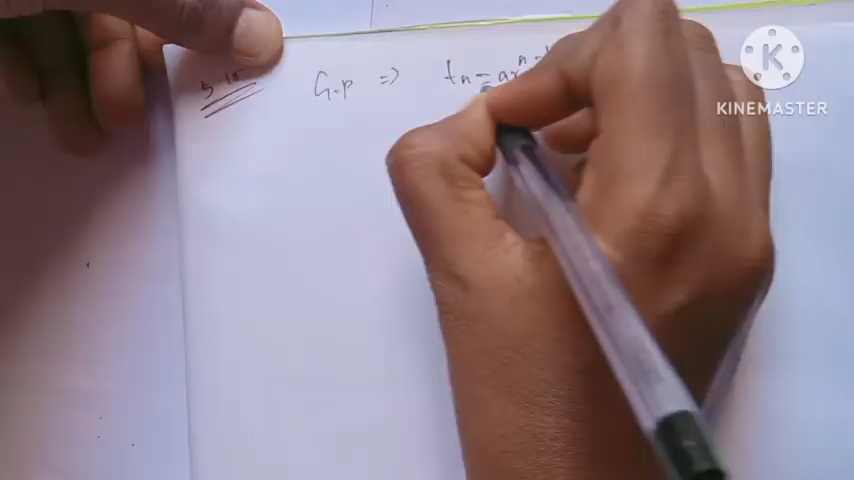 G.P => tn = ar^n-1
KINEMASTER